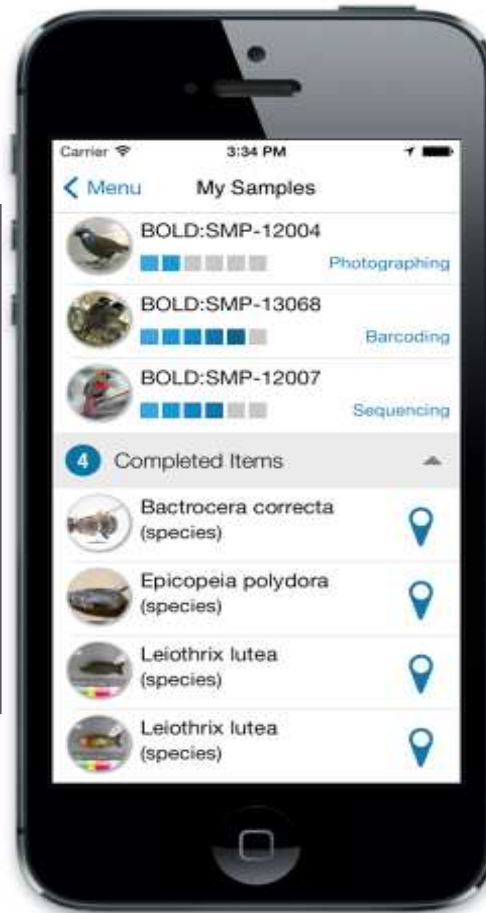 Carrier 3:34 PM
Menu My Samples
BOLD:SMP-12004
Photographing
BOLD:SMP-13068
Barcoding
BOLD:SMP-12007
Sequencing
4 Completed Items
Bactrocera correcta
(species)
Epicopeia polydora
(species)
Leiothrix lutea
(species)
Leiothrix lutea
(species)